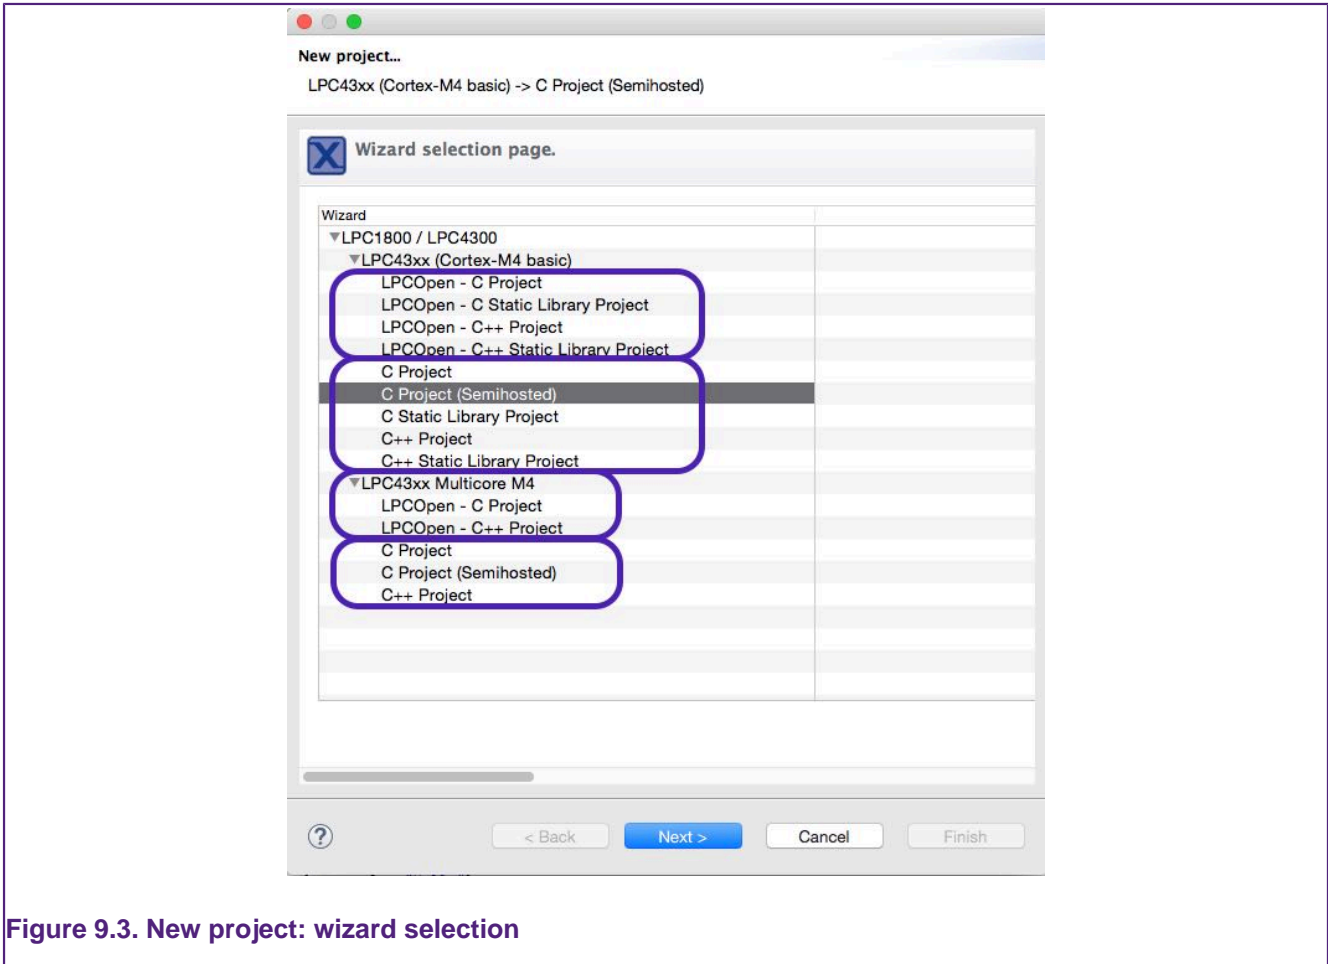 New project...
LPC43xx (Cortex-M4 basic) -> C Project (Semihosted)
Wizard selection page.
Wizard
LPC1800 / LPC4300
LPC43xx (Cortex-M4 basic)
LPCOpen - C Project
LPCOpen - C Static Library Project
LPCOpen - C++ Project
LPCOpen - C++ Static Library Project
C Project
C Project (Semihosted)
C Static Library Project
C++ Project
C++ Static Library Project
LPC43xx Multicore M4
LPCOpen - C Project
LPCOpen - C++ Project
C Project
C Project (Semihosted)
C++ Project
? < Back Next > Cancel Finish
Figure 9.3. New project: wizard selection